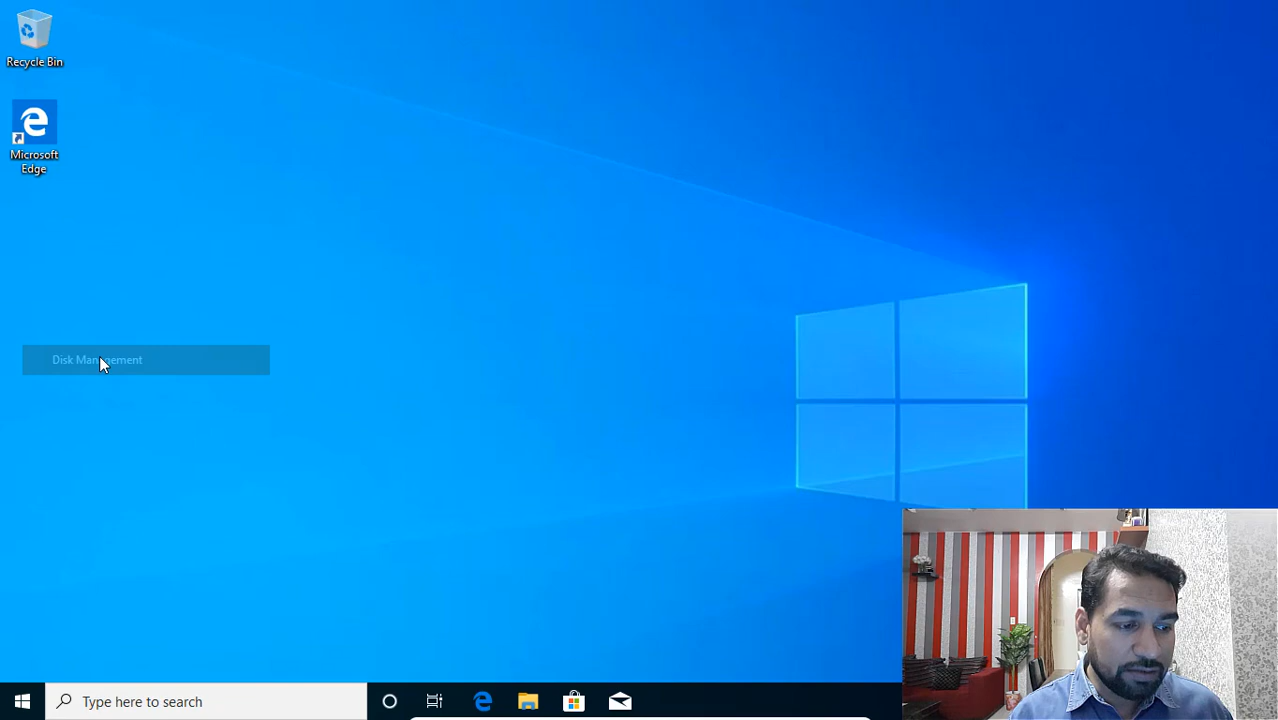 Recycle Bin
Microsoft
Edge
Disk Management
Type here to search